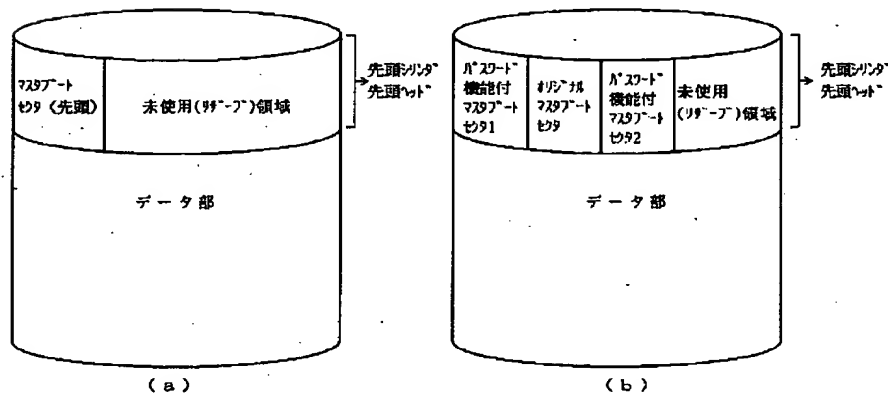 マスタブート
セクタ (先頭)
未使用(リザーブ)領域
先頭シリンダ
先頭ヘッド
データ部
(a)
パスワード
機能付
マスタブート
セクタ1
オリジナル
マスタブート
セクタ
パスワード
機能付
マスタブート
セクタ2
未使用
(リザーブ)領域
先頭シリンダ
先頭ヘッド
データ部
(b)